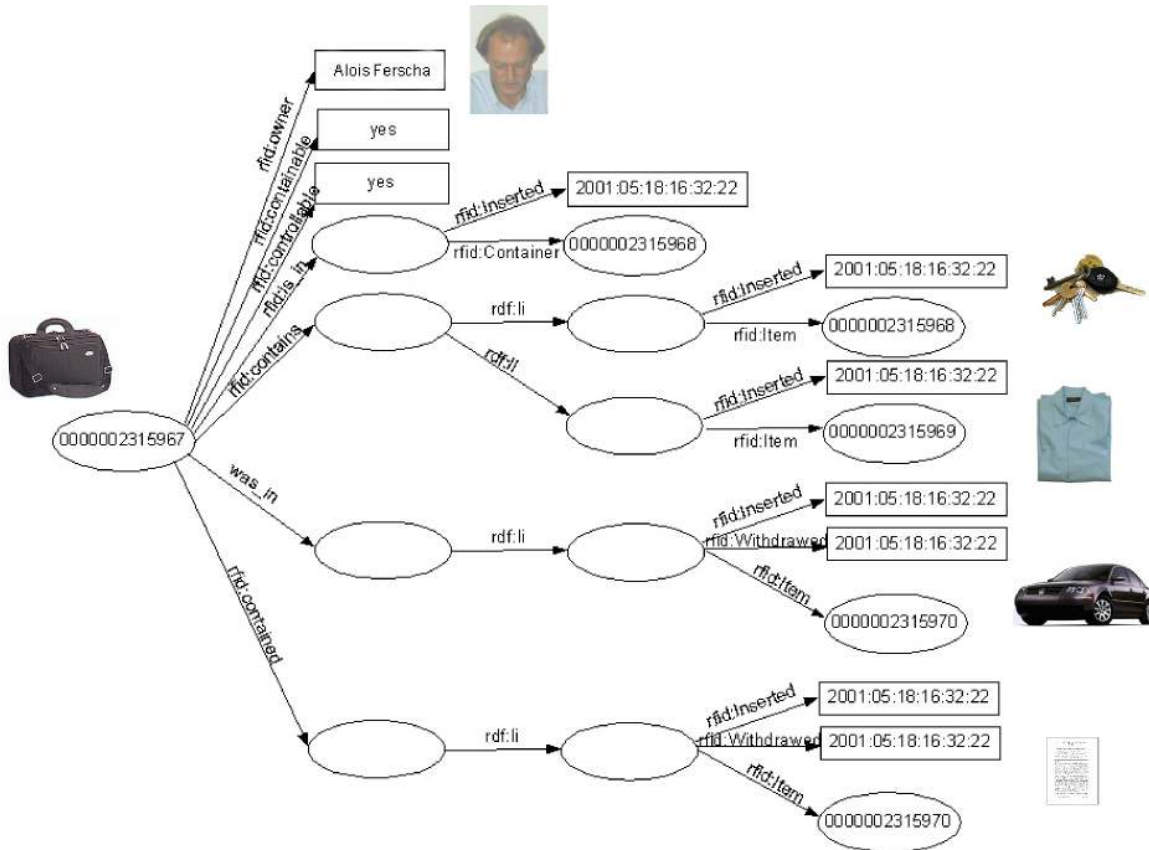 Alois Ferscha
rfid:owner
yes
rfid:containable
yes
rfid:controllable
rfid:is_in
rfid:Inserted
2001:05:18:16:32:22
rfid:Container
0000002315968
rfid:contains
rdf:li
rfid:Inserted
2001:05:18:16:32:22
rfid:Item
0000002315968
rdf:li
rfid:Inserted
2001:05:18:16:32:22
rfid:Item
0000002315969
0000002315967
was_in
rdf:li
rfid:Inserted
2001:05:18:16:32:22
rfid:Withdrawed
2001:05:18:16:32:22
rfid:Item
0000002315970
rfid:contained
rdf:li
rfid:Inserted
2001:05:18:16:32:22
rfid:Withdrawed
2001:05:18:16:32:22
rfid:Item
0000002315970